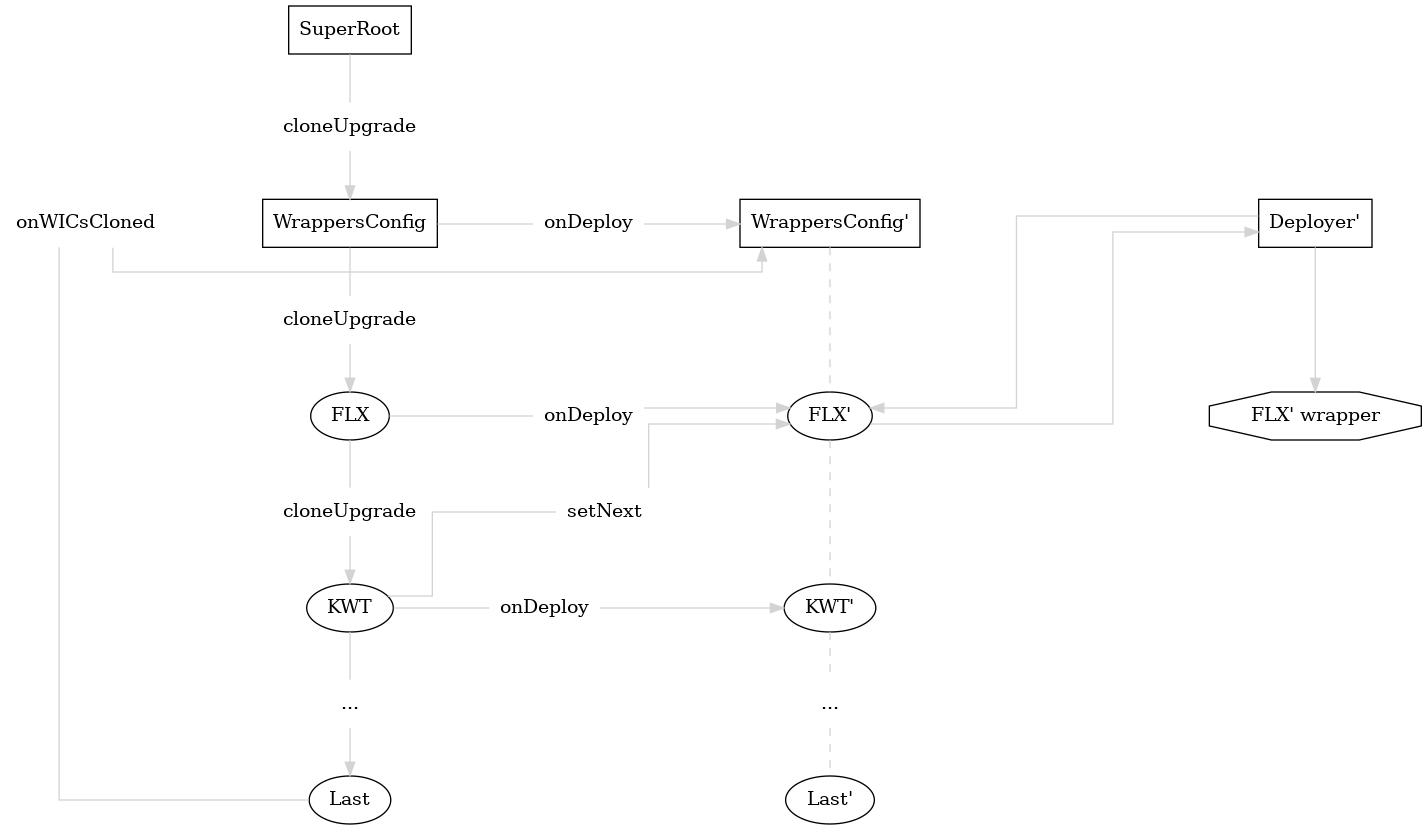 SuperRoot
cloneUpgrade
onWICsCloned
WrappersConfig
onDeploy
WrappersConfig'
Deployer'
cloneUpgrade
FLX
onDeploy
FLX'
FLX' wrapper
cloneUpgrade
setNext
KWT
onDeploy
KWT'
...
...
Last
Last'